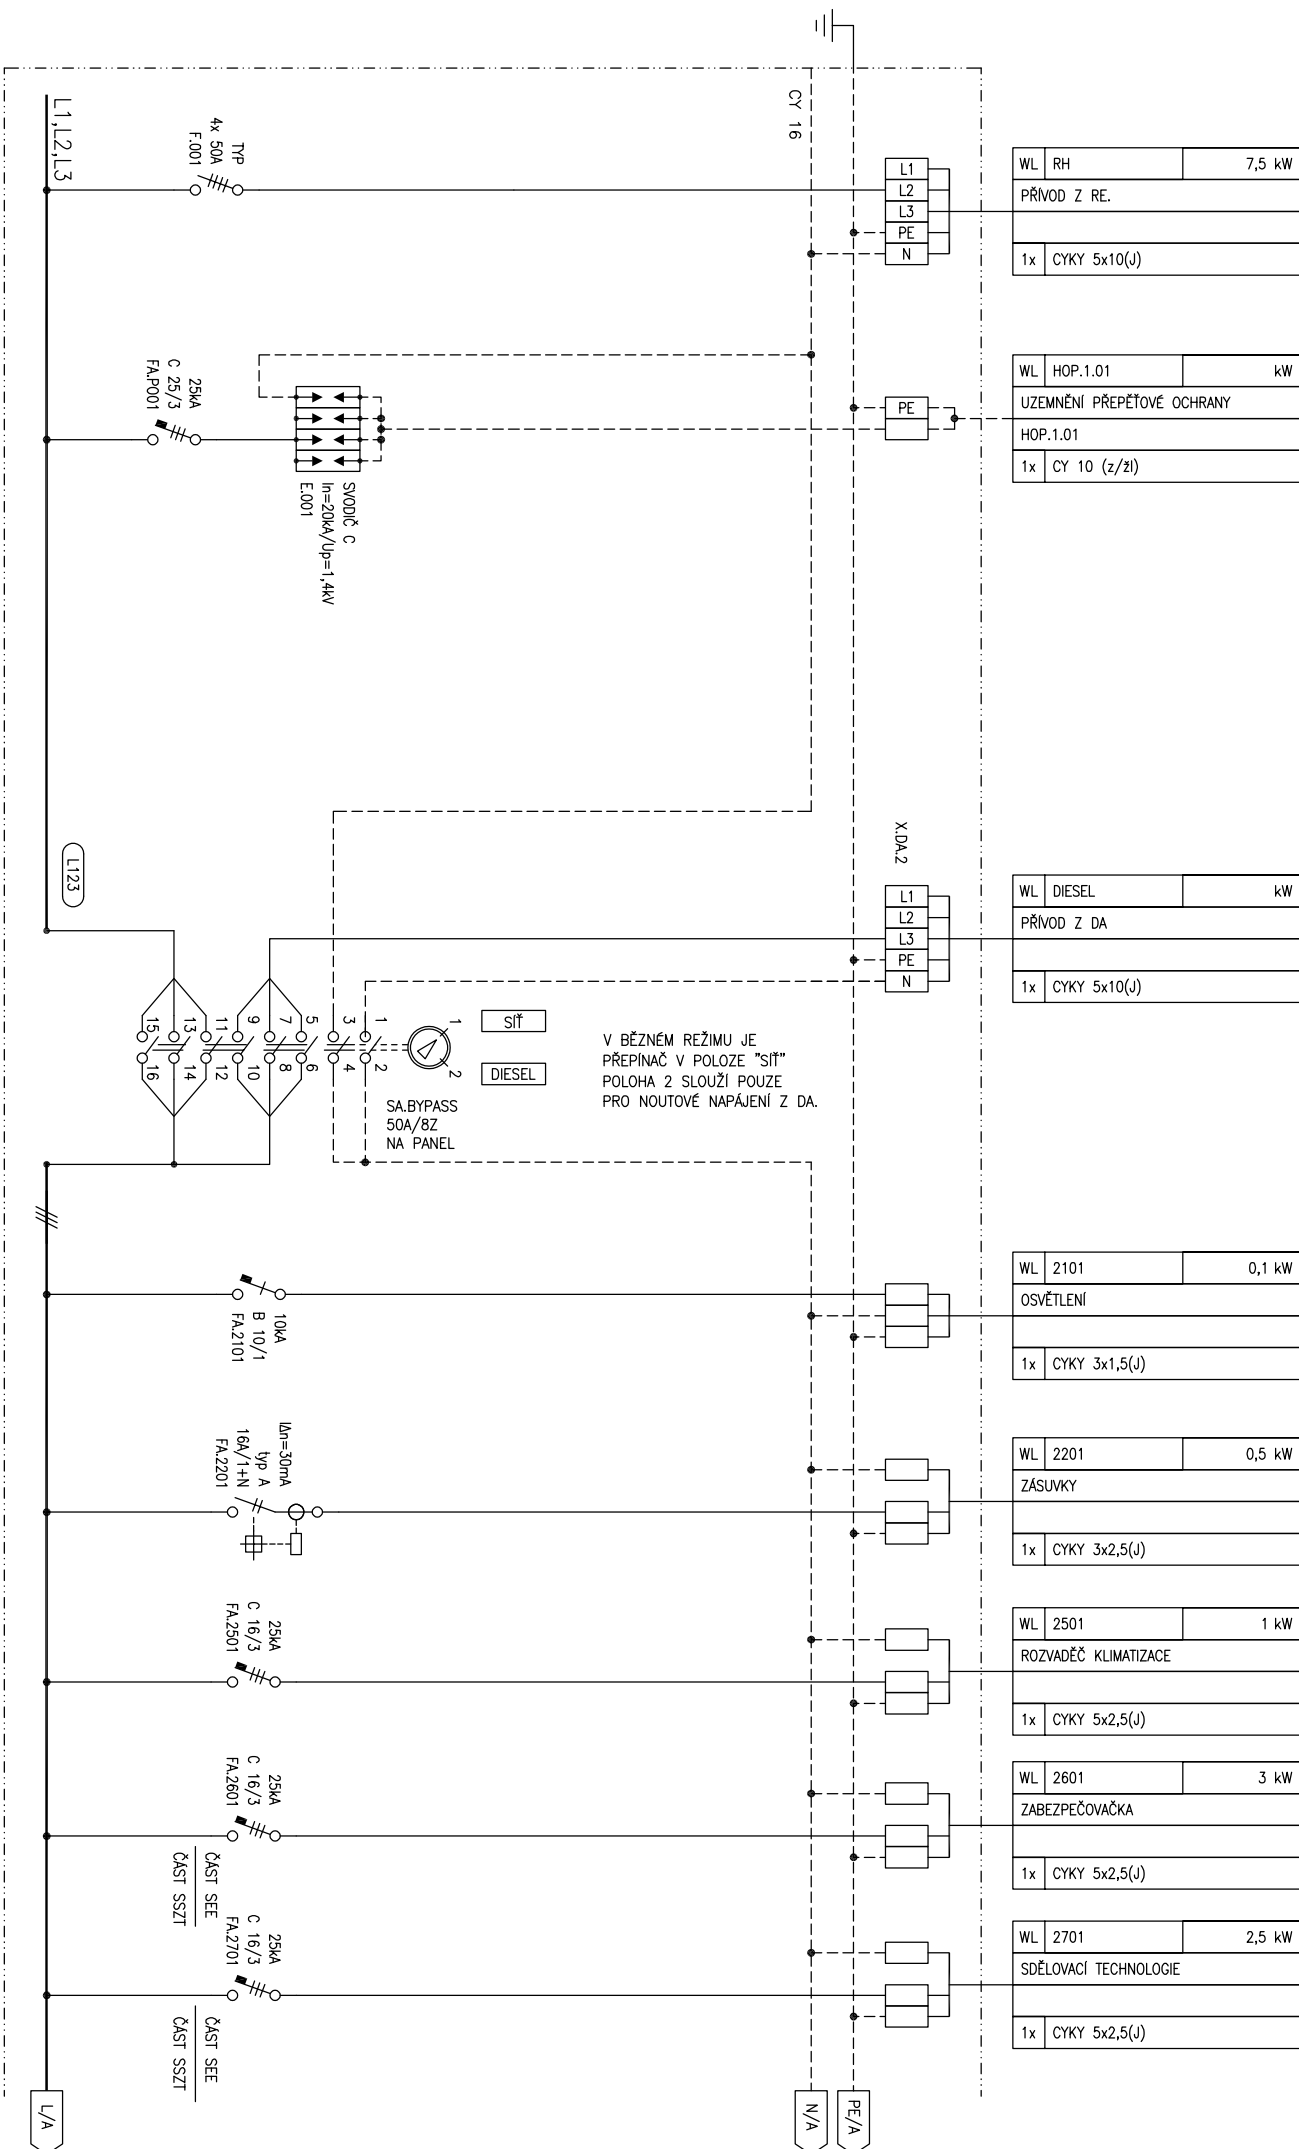 CY 16
L1,L2,L3
TYP
4x 50A
F.001
L1
L2
L3
PE
N
WL RH 7,5 kW
PŘÍVOD Z RE.
1x CYKY 5x10(J)
25kA
C 25/3
FA.P001
SVODIČ C
In=20kA/Up=1,4kV
E.001
PE
WL HOP.1.01 kW
UZEMNĚNÍ PŘEPĚŤOVÉ OCHRANY
HOP.1.01
1x CY 10 (z/žl)
L123
X.DA.2
L1
L2
L3
PE
N
WL DIESEL kW
PŘÍVOD Z DA
1x CYKY 5x10(J)
15 13 11 9 7 5 3 1
16 14 12 10 8 6 4 2
1
2
SÍŤ
DIESEL
SA.BYPASS
50A/8Z
NA PANEL
V BĚZNÉM REŽIMU JE
PŘEPÍNAČ V POLOZE "SÍŤ"
POLOHA 2 SLOUŽÍ POUZE
PRO NOUTOVÉ NAPÁJENÍ Z DA.
10kA
B 10/1
FA.2101
WL 2101 0,1 kW
OSVĚTLENÍ
1x CYKY 3x1,5(J)
IΔn=30mA
typ A
16A/1+N
FA.2201
WL 2201 0,5 kW
ZÁSUVKY
1x CYKY 3x2,5(J)
25kA
C 16/3
FA.2501
WL 2501 1 kW
ROZVADĚČ KLIMATIZACE
1x CYKY 5x2,5(J)
25kA
C 16/3
FA.2601
ČÁST SEE
ČÁST SSZT
WL 2601 3 kW
ZABEZPEČOVAČKA
1x CYKY 5x2,5(J)
25kA
C 16/3
FA.2701
ČÁST SEE
ČÁST SSZT
WL 2701 2,5 kW
SDĚLOVACÍ TECHNOLOGIE
1x CYKY 5x2,5(J)
L/A
N/A
PE/A